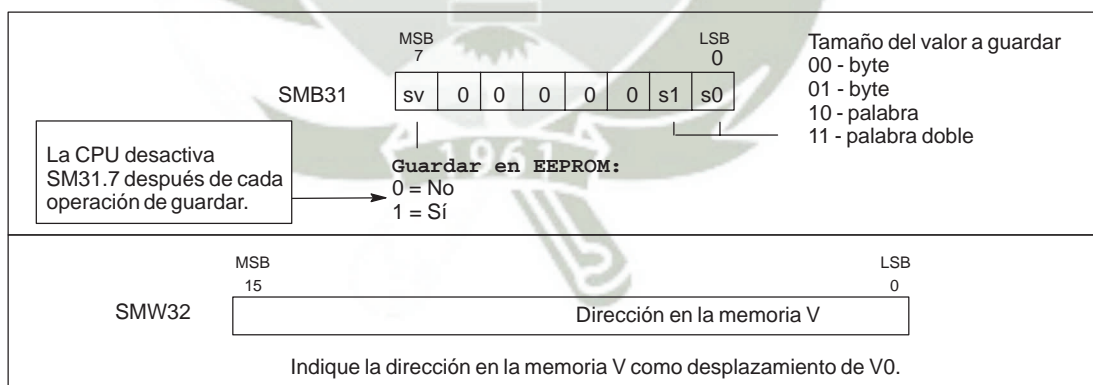 MSB
7
LSB
0
SMB31
sv 0 0 0 0 0 s1 s0
Tamaño del valor a guardar
00 - byte
01 - byte
10 - palabra
11 - palabra doble
La CPU desactiva
SM31.7 después de cada
operación de guardar.
1961
Guardar en EEPROM:
0 = No
1 = Sí
MSB
15
LSB
0
SMW32
Dirección en la memoria V
Indique la dirección en la memoria V como desplazamiento de V0.